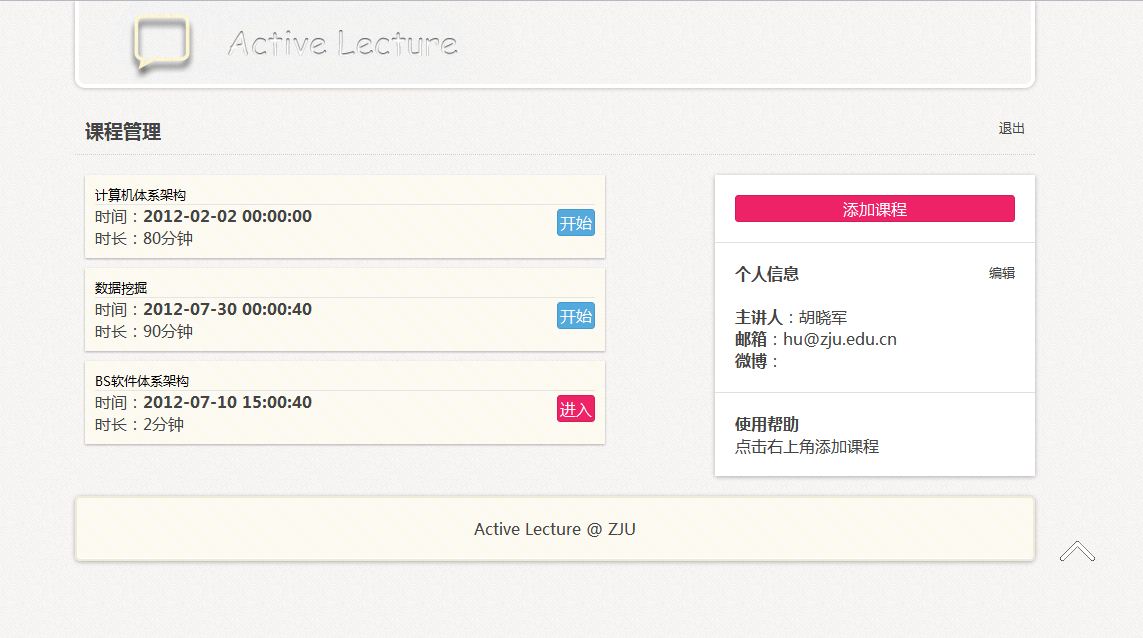 Active Lecture
课程管理
退出
计算机体系架构
时间：2012-02-02 00:00:00
时长：80分钟
开始
数据挖掘
时间：2012-07-30 00:00:40
时长：90分钟
开始
BS软件体系架构
时间：2012-07-10 15:00:40
时长：2分钟
进入
添加课程
个人信息
编辑
主讲人：胡晓军
邮箱：hu@zju.edu.cn
微博：
使用帮助
点击右上角添加课程
Active Lecture @ ZJU